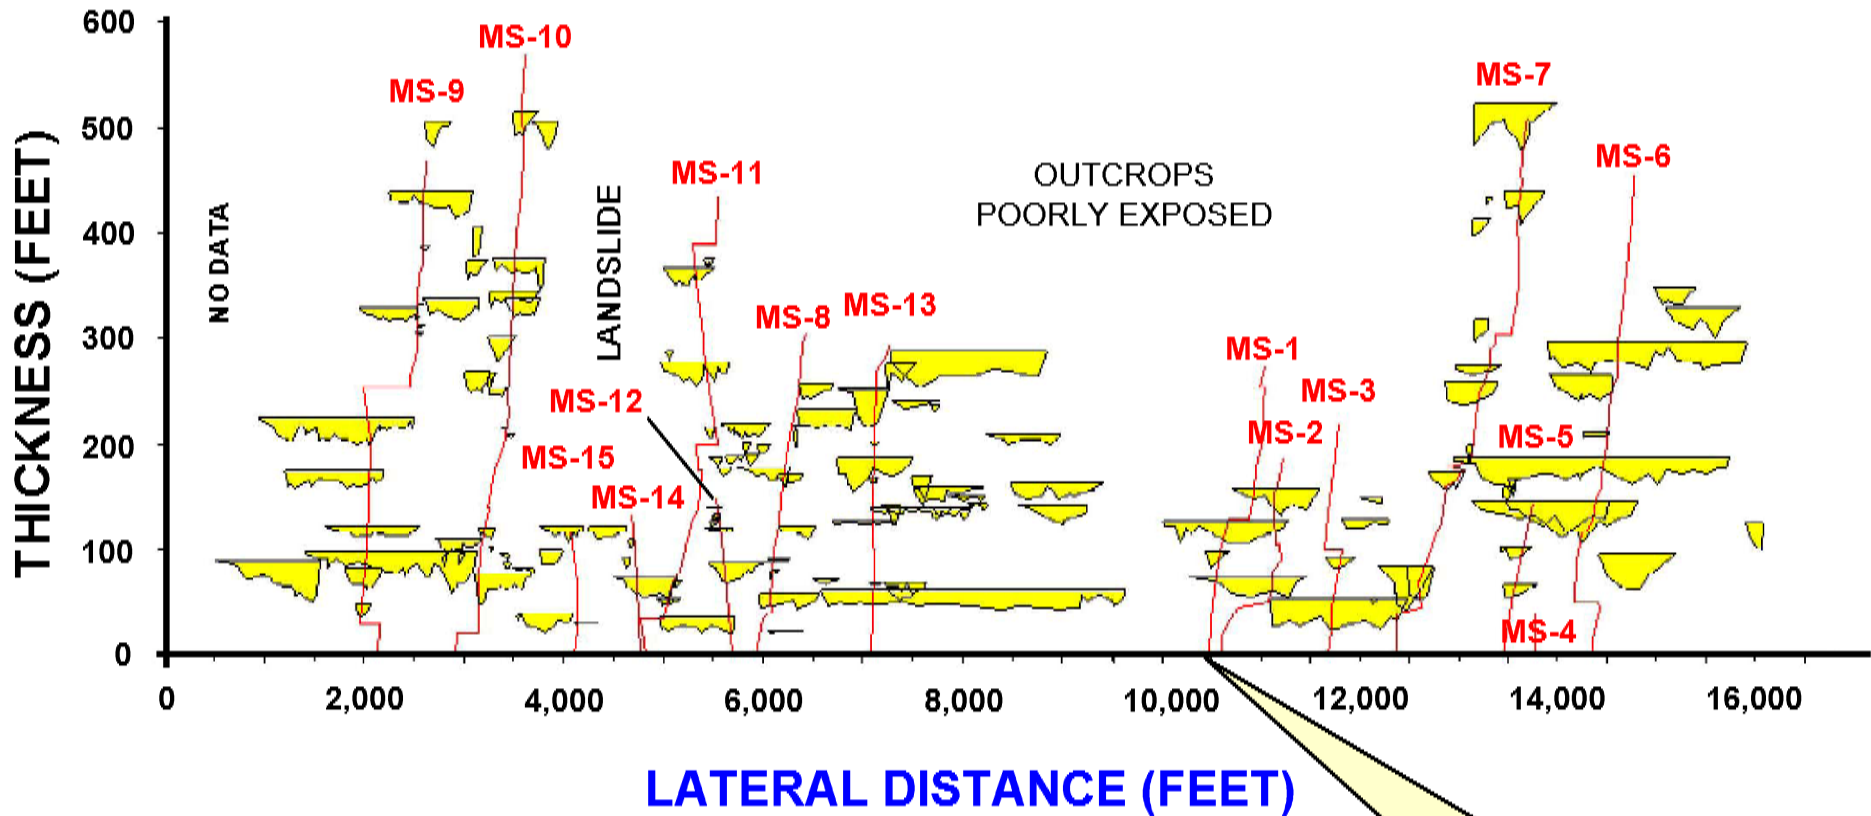 600
MS-10
MS-7
MS-9
500
MS-6
MS-11
OUTCROPS
POORLY EXPOSED
NO DATA
LANDSLIDE
400
THICKNESS (FEET)
MS-8
MS-13
300
MS-1
MS-3
MS-12
MS-2
MS-5
200
MS-15
MS-14
100
MS-4
0
0
2,000
4,000
6,000
8,000
10,000
12,000
14,000
16,000
LATERAL DISTANCE (FEET)